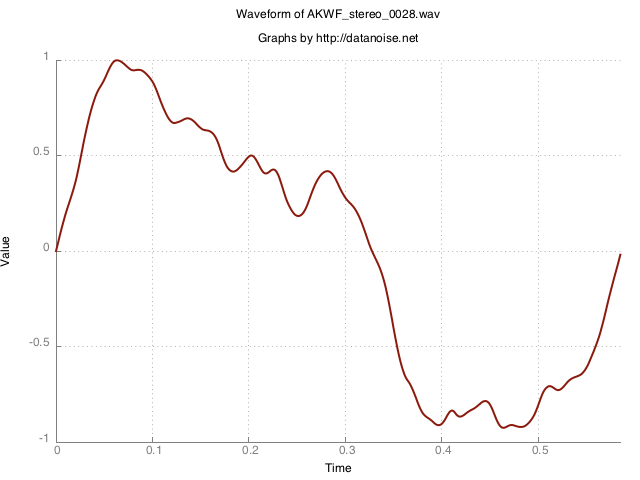 Waveform of AKWF_stereo_0028.wav
Graphs by http://datanoise.net
1
0.5
0
-0.5
-1
Value
0 0.1 0.2 0.3 0.4 0.5
Time